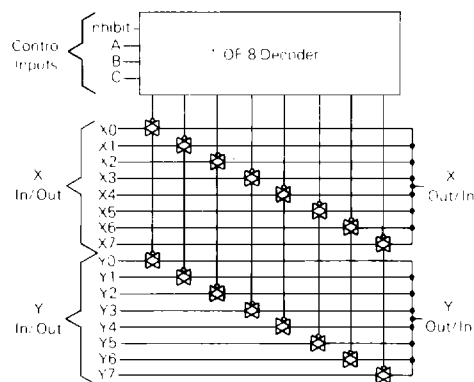 nhibit
A
B
C
1 OF 8 Decoder
Contro
Inputs
X0
X1
X2
X3
X4
X5
X6
X7
X
In/Out
X
Out/In
Y0
Y1
Y2
Y3
Y4
Y5
Y6
Y7
Y
In/Out
Y
Out/In